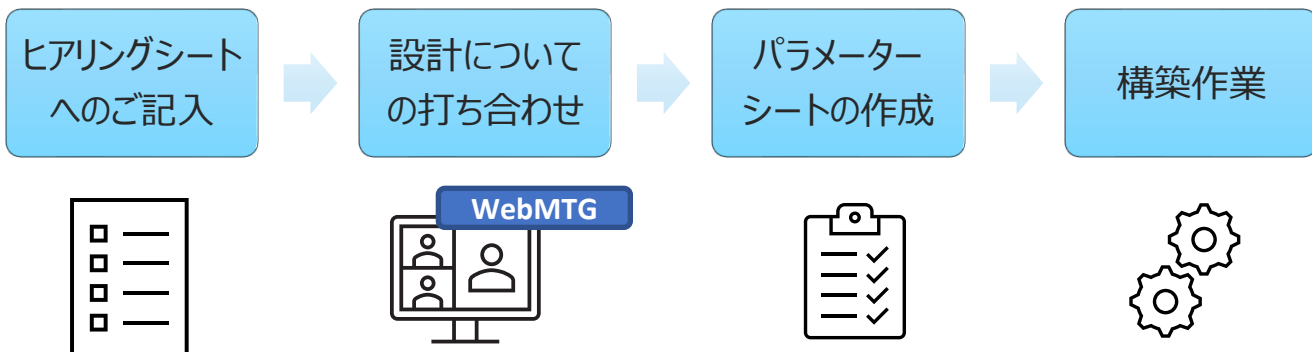 ヒアリングシート
へのご記入
設計について
の打ち合わせ
パラメーター
シートの作成
構築作業
WebMTG